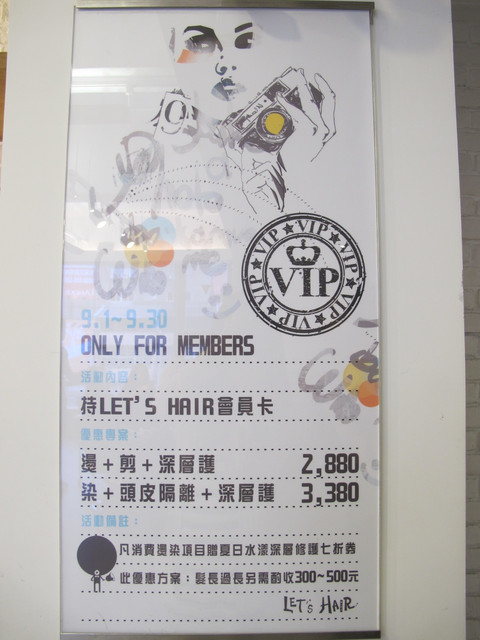 VIP ★ VIP ★ VIP ★ VIP ★ VIP ★ VIP ★ VIP
VIP
9.1~9.30
ONLY FOR MEMBERS
活動內容：
持LET'S HAIR會員卡
優惠專案：
燙+剪+深層護 2,880
染+頭皮隔離+深層護 3,380
活動備註：
凡消費燙染項目贈夏日水漾深層修護七折券
此優惠方案：髮長過長另需酌收300~500元
LET'S HAIR